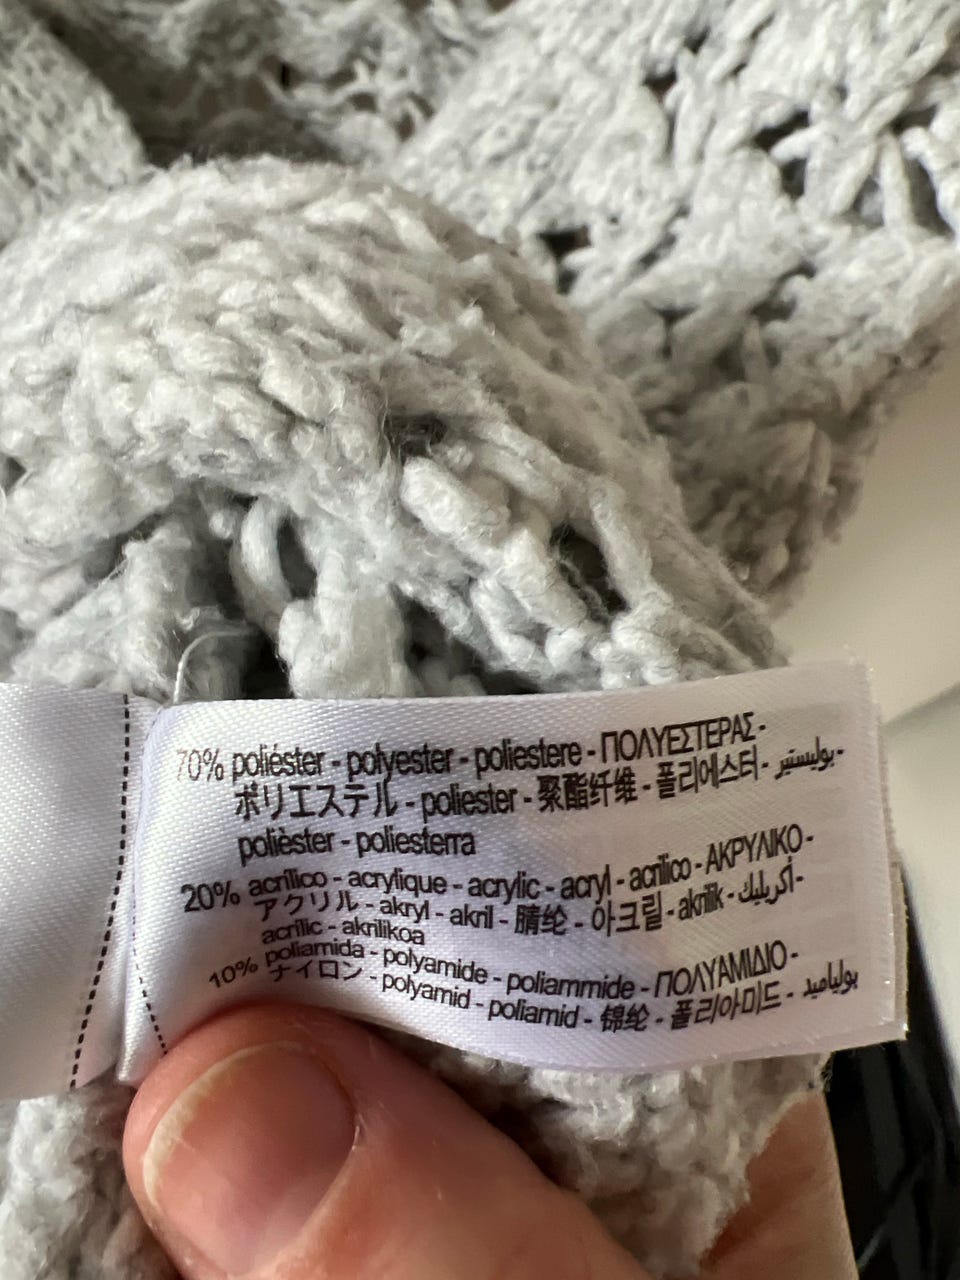 70% poliéster - polyester - poliestere - ΠΟΛΥΕΣΤΕΡΑΣ -
ポリエステル - poliester - 聚酯纤维 - 폴리에스터 - بوليستير -
polièster - poliesterra
20% acrílico - acrylique - acrylic - acryl - acrilico - ΑΚΡΥΛΙΚΟ -
アクリル - akryl - akril - 腈纶 - 아크릴 - akrilik - أكريليك -
acrílic - akrilikoa
10% poliamida - polyamide - poliammide - ΠΟΛΥΑΜΙΔΙΟ -
ナイロン - polyamid - poliamid - 锦纶 - 폴리아미드 - بولياميد